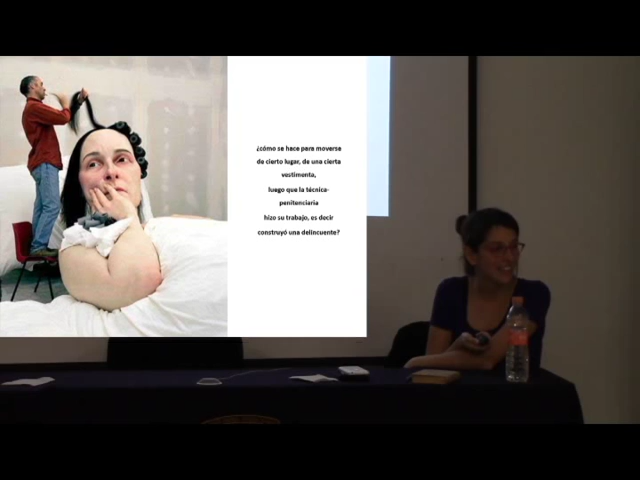 ¿cómo se hace para moverse
de cierto lugar, de una cierta
vestimenta,
luego que la técnica-
penitenciaria
hizo su trabajo, es decir
construyó una delincuente?